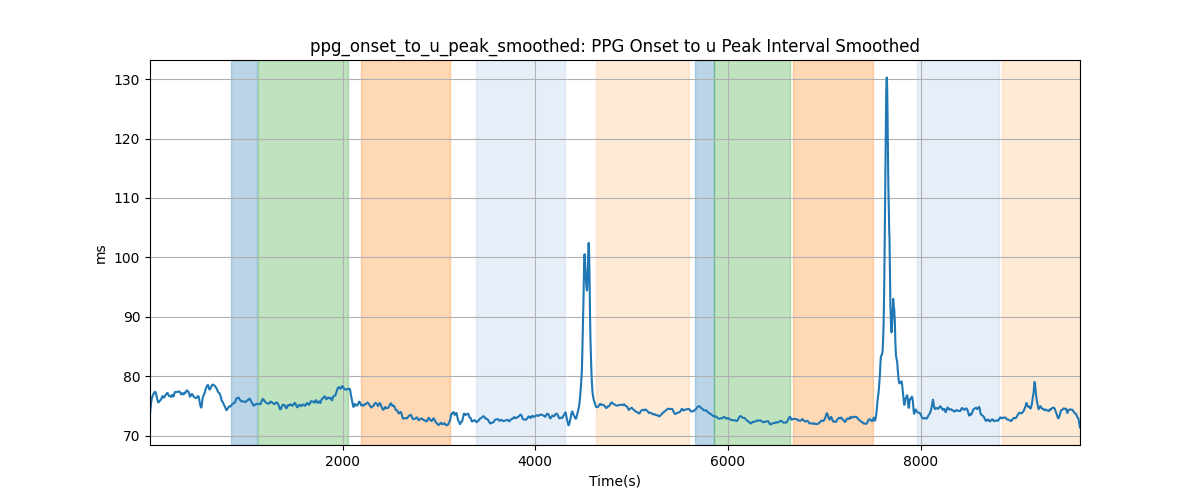 ppg_onset_to_u_peak_smoothed: PPG Onset to u Peak Interval Smoothed
130
120
110
100
90
80
70
ms
2000 4000 6000 8000
Time(s)